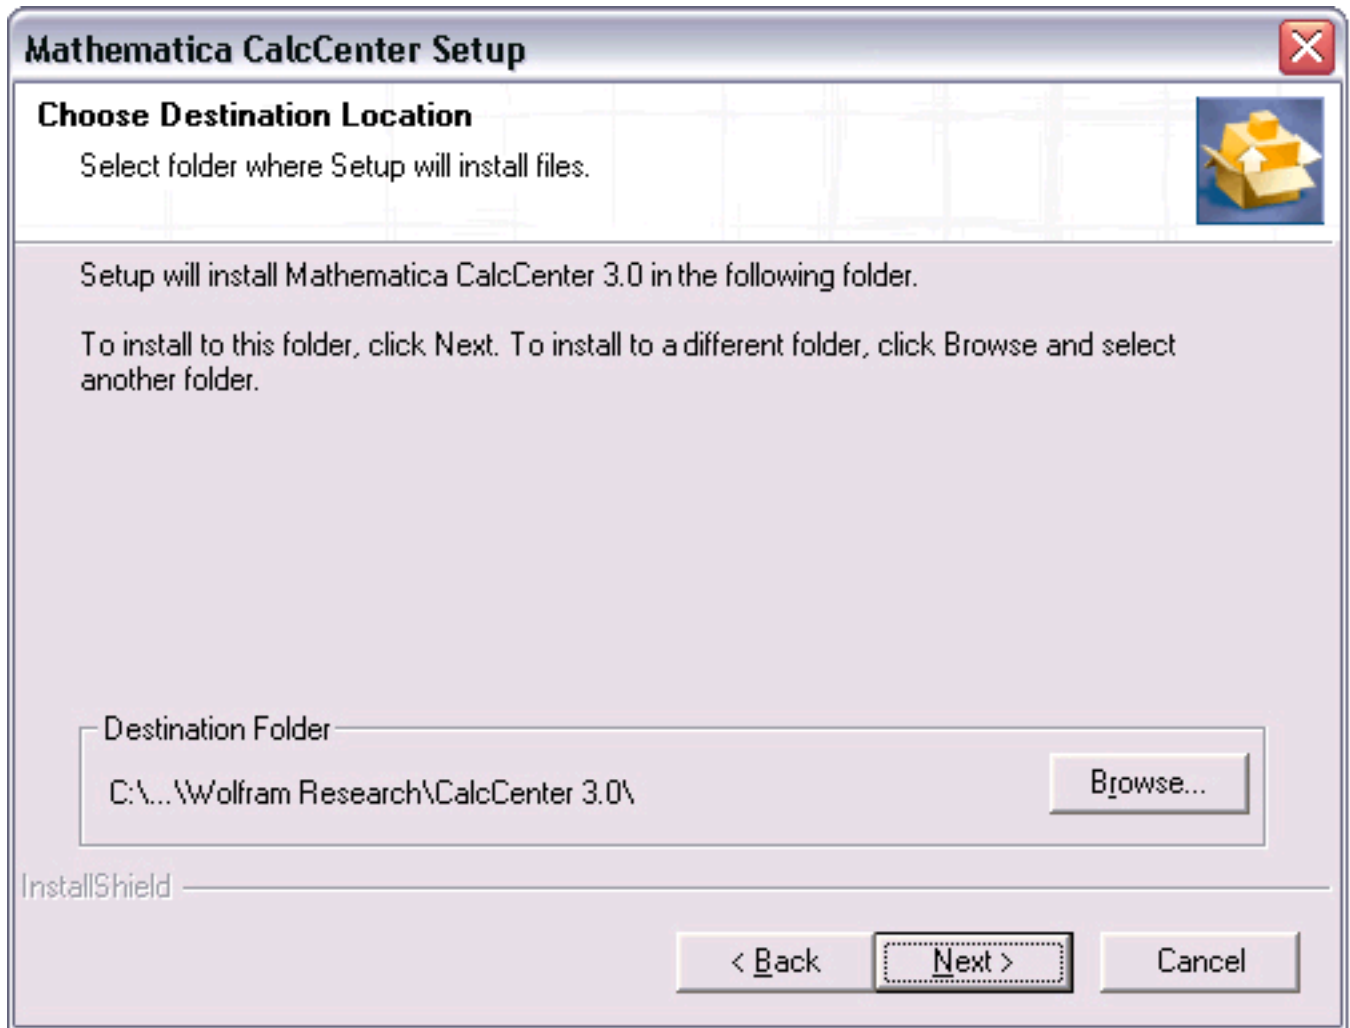 Mathematica CalcCenter Setup
Choose Destination Location
Select folder where Setup will install files.
Setup will install Mathematica CalcCenter 3.0 in the following folder.
To install to this folder, click Next. To install to a different folder, click Browse and select
another folder.
Destination Folder
C:\...\Wolfram Research\CalcCenter 3.0\
Browse...
InstallShield
< Back
Next >
Cancel